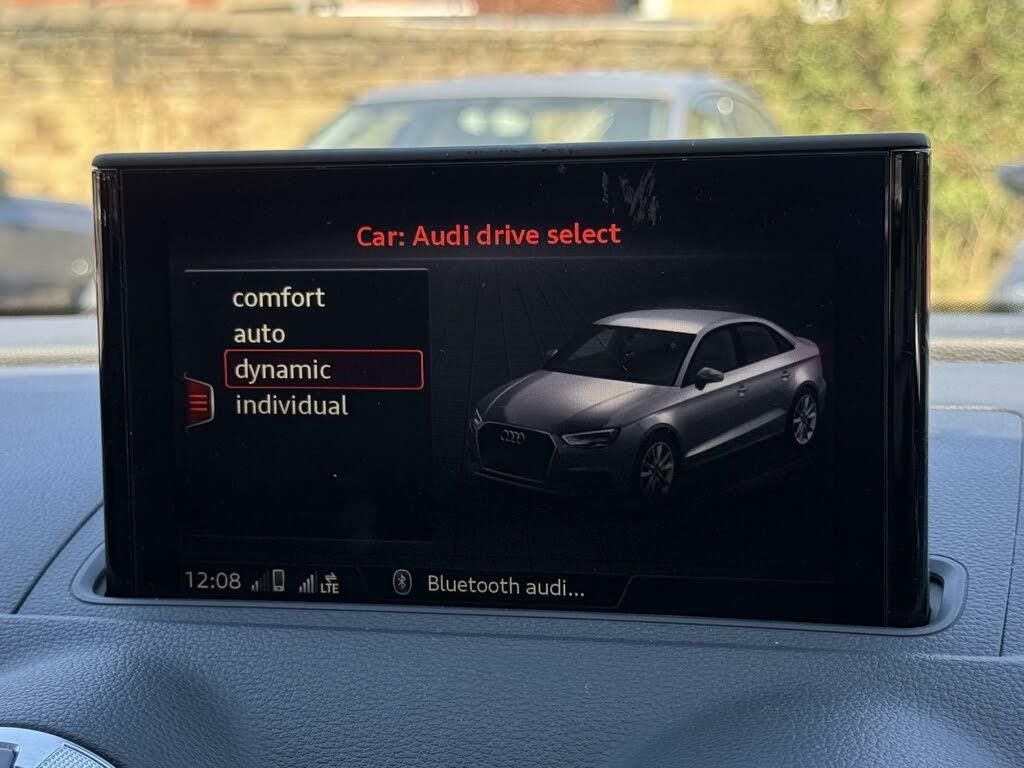 Car: Audi drive select
comfort
auto
dynamic
individual
12:08 LTE Bluetooth audi...